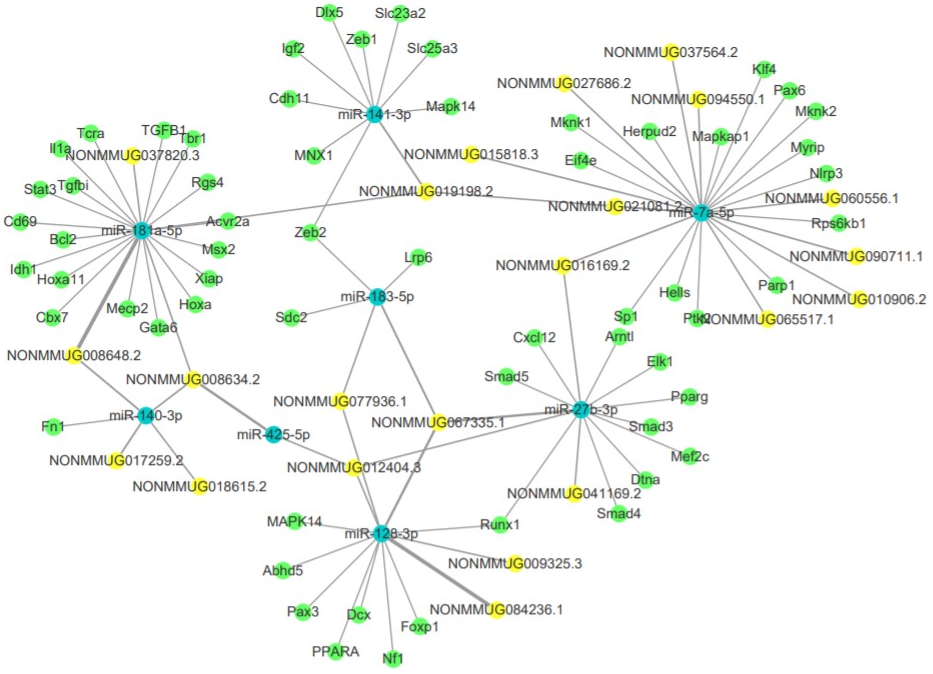 Dlx5
Slc23a2
Igf2
Zeb1
Slc25a3
NONMMUG037564.2
Klf4
NONMMUG027686.2
Pax6
Cdh11
miR-141-3p
Mapk14
NONMMUG094550.1
Mknk2
Mknk1
Herpud2
Mapkap1
Tcra
TGFB1
Tbr1
Il1a
NONMMUG037820.3
MNX1
NONMMUG015818.3
Eif4e
Myrip
Nlrp3
Stat3
Tgfbi
Rgs4
NONMMUG019198.2
NONMMUG021081.2
miR-7a-5p
NONMMUG060556.1
Cd69
miR-181a-5p
Acvr2a
Rps6kb1
Bcl2
Zeb2
Msx2
Lrp6
NONMMUG090711.1
Idh1
Hoxa11
Xiap
NONMMUG016169.2
Hells
Parp1
miR-183-5p
NONMMUG010906.2
Cbx7
Mecp2
Hoxa
Gata6
Sdc2
Sp1
Ptk2
NONMMUG065517.1
Cxcl12
Arntl
NONMMUG008648.2
Elk1
NONMMUG008634.2
Smad5
Pparg
NONMMUG077936.1
miR-27b-3p
Fn1
miR-140-3p
miR-425-5p
NONMMUG067335.1
Smad3
NONMMUG017259.2
NONMMUG012404.3
Mef2c
NONMMUG018615.2
Dtna
NONMMUG041169.2
Smad4
MAPK14
miR-128-3p
Runx1
Abhd5
NONMMUG009325.3
Pax3
Dcx
Foxp1
NONMMUG084236.1
PPARA
Nf1